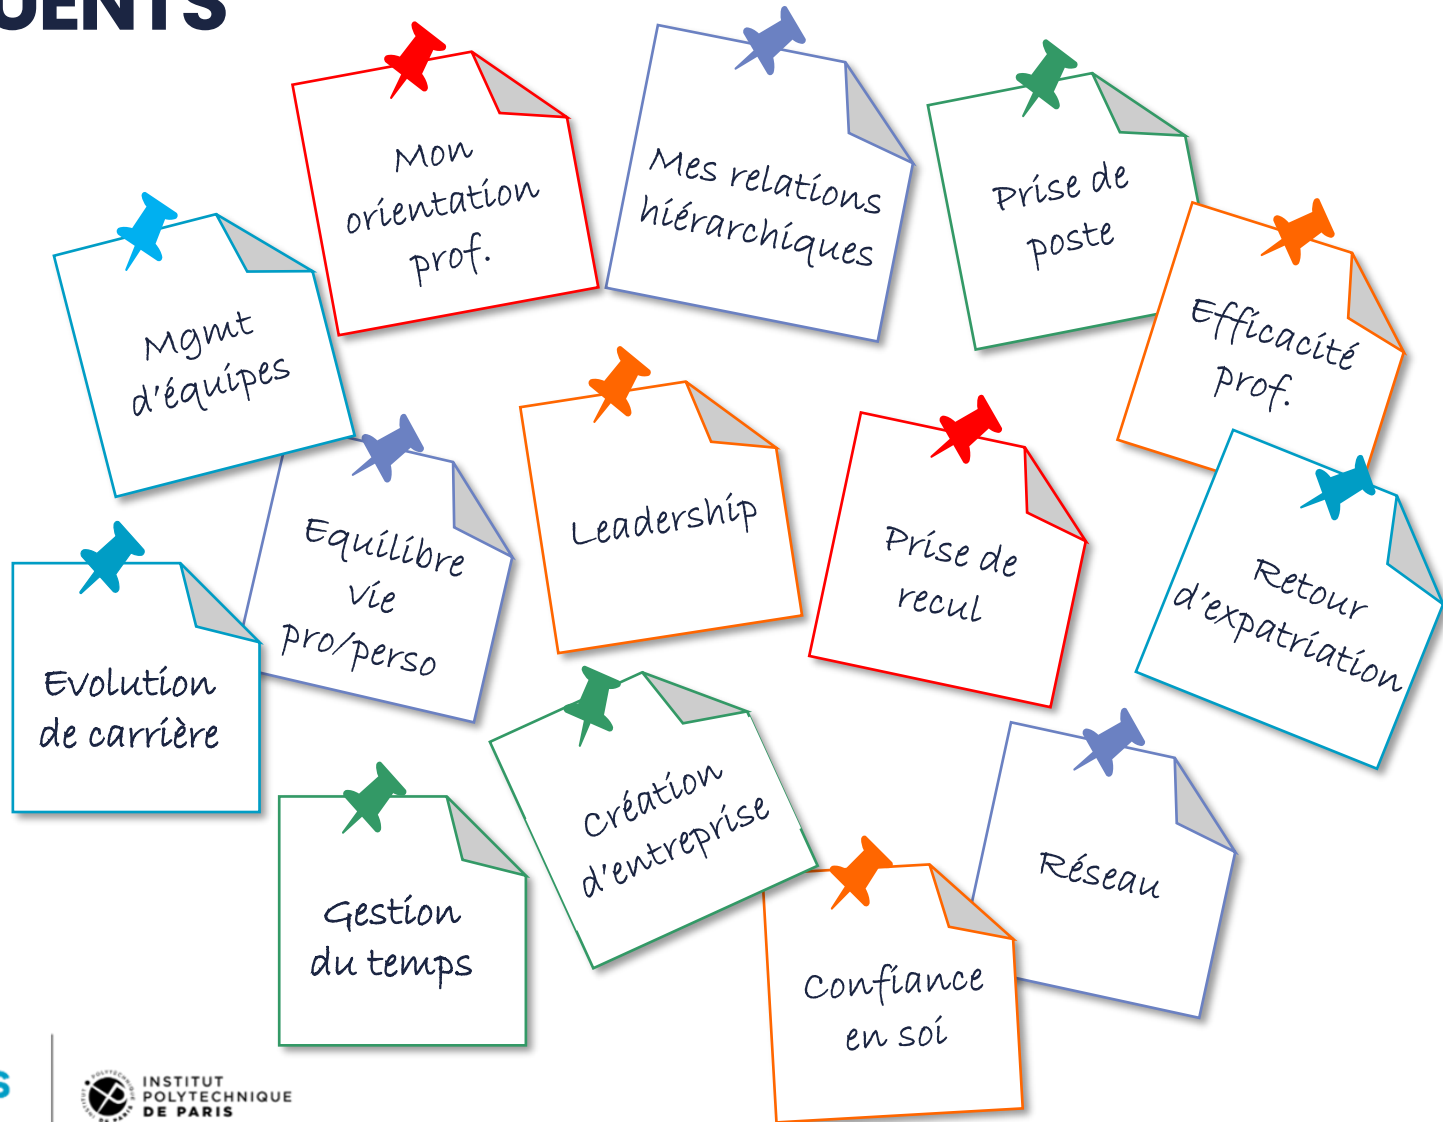 UENTS
Mon
orientation
prof.
Mes relations
hiérarchiques
Prise de
poste
Mgmt
d'équipes
Efficacité
prof.
Equilibre
vie
pro/perso
Leadership
Prise de
recul
Retour
d'expatriation
Evolution
de carrière
Création
d'entreprise
Gestion
du temps
Réseau
Confiance
en soi
S
INSTITUT
POLYTECHNIQUE
DE PARIS